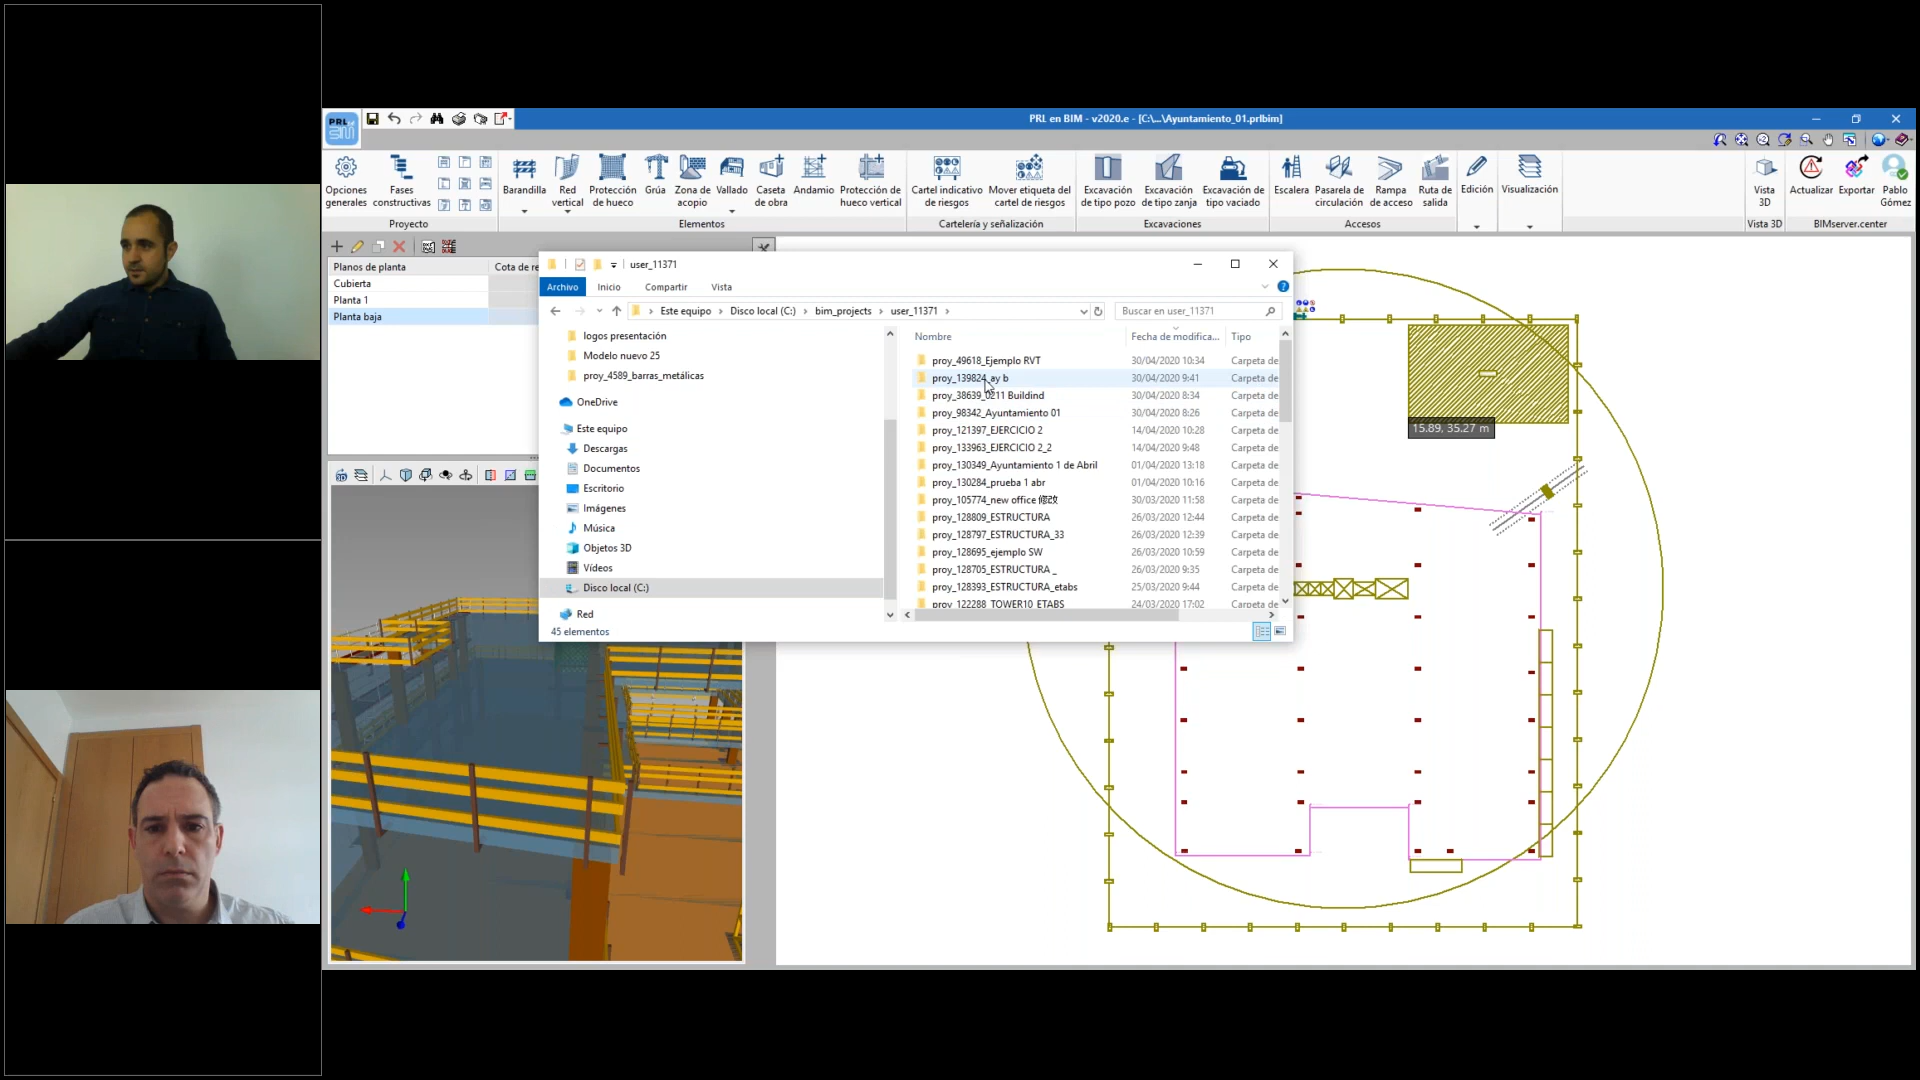 PRL en BIM - v2020.e - [C:\...\Ayuntamiento_01.prlbim]
PRL
BIM
Opciones generales
Fases constructivas
Barandilla
Red vertical
Protección de hueco
Grúa
Zona de acopio
Vallado
Caseta de obra
Andamio
Protección de hueco vertical
Cartel indicativo de riesgos
Mover etiqueta del cartel de riesgos
Excavación de tipo pozo
Excavación de tipo zanja
Excavación de tipo vaciado
Escalera
Pasarela de circulación
Rampa de acceso
Ruta de salida
Edición
Visualización
Vista 3D
Actualizar
Exportar
Pablo Gómez
Proyecto
Elementos
Cartelería y señalización
Excavaciones
Accesos
Vista 3D
BIMserver.center
Planos de planta
Cota de re
Cubierta
Planta 1
Planta baja
user_11371
Archivo
Inicio
Compartir
Vista
Este equipo
Disco local (C:)
bim_projects
user_11371
Buscar en user_11371
logos presentación
Modelo nuevo 25
proy_4589_barras_metálicas
OneDrive
Este equipo
Descargas
Documentos
Escritorio
Imágenes
Música
Objetos 3D
Vídeos
Disco local (C:)
Red
45 elementos
Nombre Fecha de modifica... Tipo
proy_49618_Ejemplo RVT 30/04/2020 10:34 Carpeta de
proy_139824_ay b 30/04/2020 9:41 Carpeta de
proy_38639_0211 Buildind 30/04/2020 8:34 Carpeta de
proy_98342_Ayuntamiento 01 30/04/2020 8:26 Carpeta de
proy_121397_EJERCICIO 2 14/04/2020 10:28 Carpeta de
proy_133963_EJERCICIO 2_2 14/04/2020 9:48 Carpeta de
proy_130349_Ayuntamiento 1 de Abril 01/04/2020 13:18 Carpeta de
proy_130284_prueba 1 abr 01/04/2020 10:16 Carpeta de
proy_105774_new office 修改 30/03/2020 11:58 Carpeta de
proy_128809_ESTRUCTURA 26/03/2020 12:44 Carpeta de
proy_128797_ESTRUCTURA_33 26/03/2020 12:39 Carpeta de
proy_128695_ejemplo SW 26/03/2020 10:59 Carpeta de
proy_128705_ESTRUCTURA _ 26/03/2020 9:35 Carpeta de
proy_128393_ESTRUCTURA_etabs 25/03/2020 9:44 Carpeta de
proy_122288_TOWER10_ETABS 24/03/2020 17:02 Carpeta de
15.89, 35.27 m